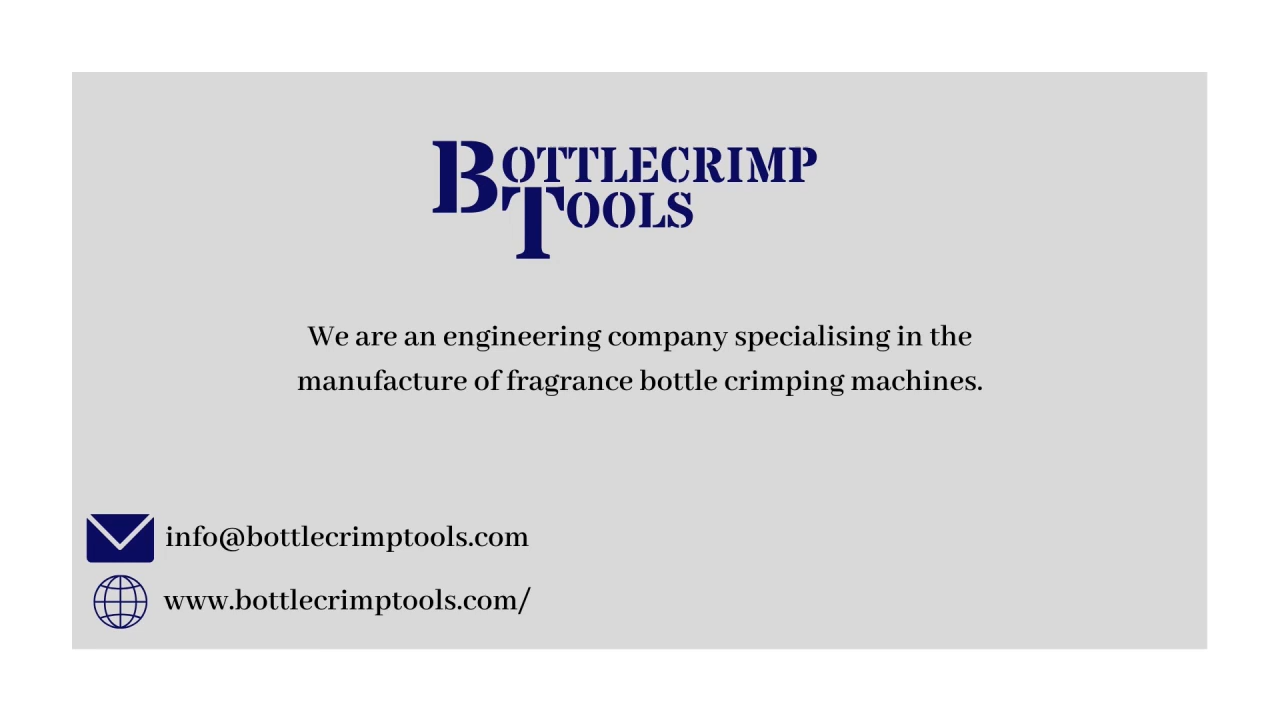 BOTTLECRIMP
TOOLS
We are an engineering company specialising in the
manufacture of fragrance bottle crimping machines.
info@bottlecrimptools.com
www.bottlecrimptools.com/